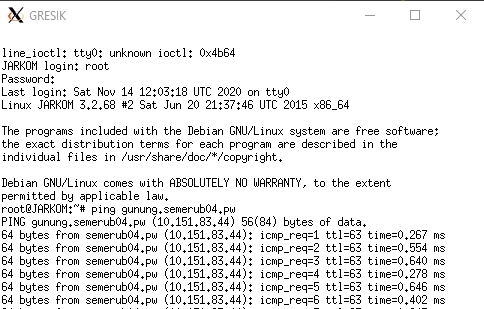 GRESIK
line_ioctl: tty0: unknown ioctl: 0x4b64
JARKOM login: root
Password:
Last login: Sat Nov 14 12:03:18 UTC 2020 on tty0
Linux JARKOM 3.2.68 #2 Sat Jun 20 21:37:46 UTC 2015 x86_64
The programs included with the Debian GNU/Linux system are free software;
the exact distribution terms for each program are described in the
individual files in /usr/share/doc/*/copyright.
Debian GNU/Linux comes with ABSOLUTELY NO WARRANTY, to the extent
permitted by applicable law.
root@JARKOM:~# ping gunung.semerub04.pw
PING gunung.semerub04.pw (10.151.83.44) 56(84) bytes of data.
64 bytes from semerub04.pw (10.151.83.44): icmp_req=1 ttl=63 time=0.267 ms
64 bytes from semerub04.pw (10.151.83.44): icmp_req=2 ttl=63 time=0.554 ms
64 bytes from semerub04.pw (10.151.83.44): icmp_req=3 ttl=63 time=0.640 ms
64 bytes from semerub04.pw (10.151.83.44): icmp_req=4 ttl=63 time=0.278 ms
64 bytes from semerub04.pw (10.151.83.44): icmp_req=5 ttl=63 time=0.646 ms
64 bytes from semerub04.pw (10.151.83.44): icmp_req=6 ttl=63 time=0.402 ms